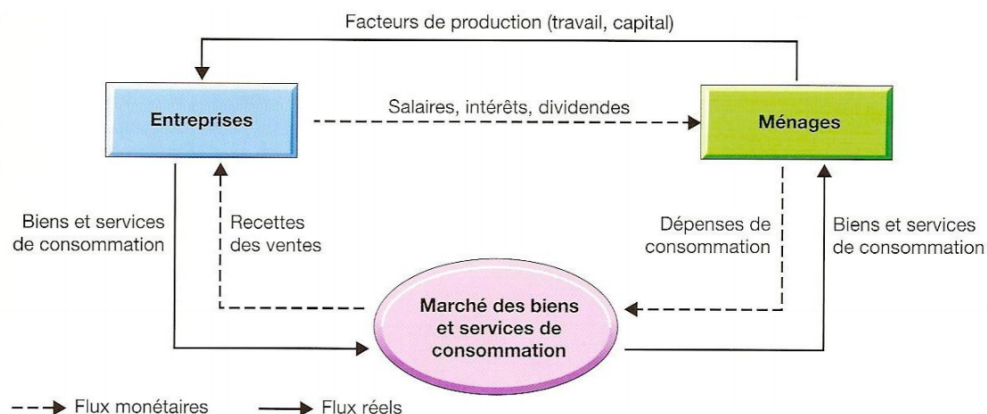 Facteurs de production (travail, capital)
Entreprises
Salaires, intérêts, dividendes
Ménages
Biens et services
de consommation
Recettes
des ventes
Dépenses de
consommation
Biens et services
de consommation
Marché des biens
et services de
consommation
Flux monétaires
Flux réels